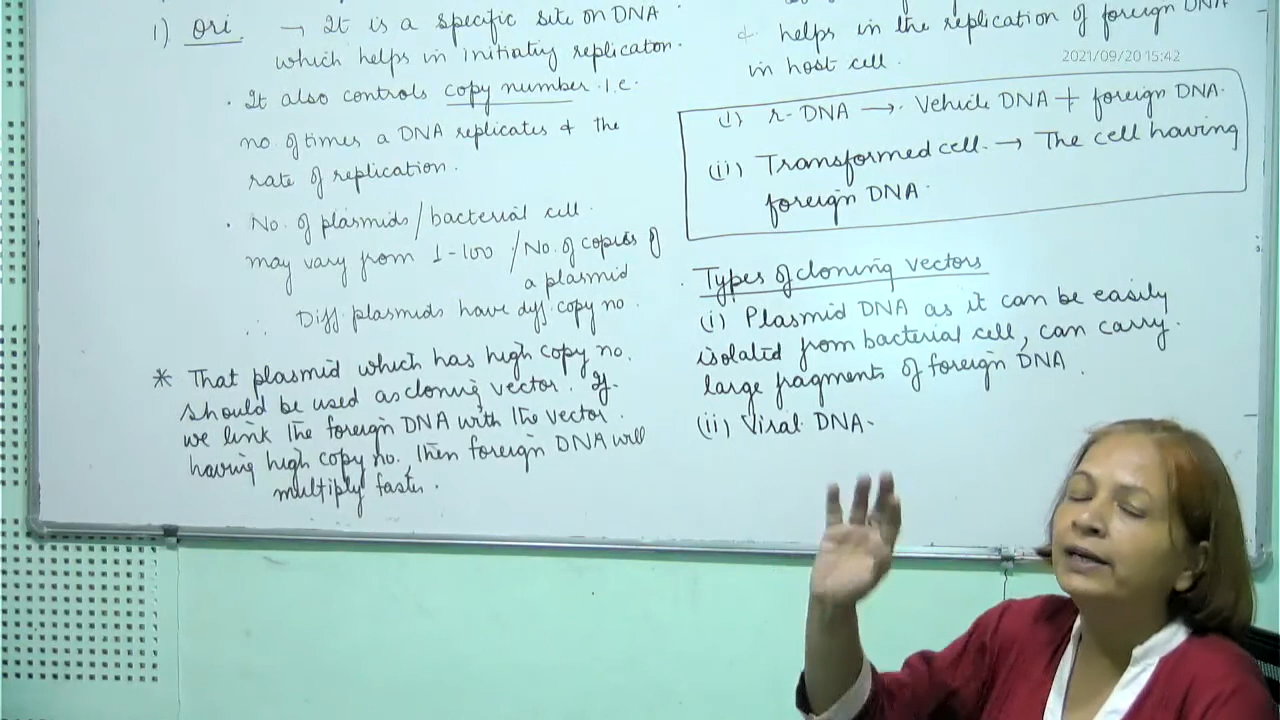 1) ori → It is a specific site on DNA
which helps in initiating replication.
· It also controls copy number i.e.
no. of times a DNA replicates & the
rate of replication.
· No. of plasmids/bacterial cell
may vary from 1-100 / No. of copies of
a plasmid
∴ Diff plasmids have diff copy no.
* That plasmid which has high copy no.
should be used as cloning vector. If
we link the foreign DNA with the vector
having high copy no., then foreign DNA will
multiply faster.
& helps in the replication of foreign DNA
in host cell.
2021/09/20 15:42
(i) r-DNA → Vehicle DNA + foreign DNA.
(ii) Transformed cell → The cell having
foreign DNA.
Types of cloning vectors
(i) Plasmid DNA as it can be easily
isolated from bacterial cell, can carry
large fragments of foreign DNA.
(ii) Viral DNA-